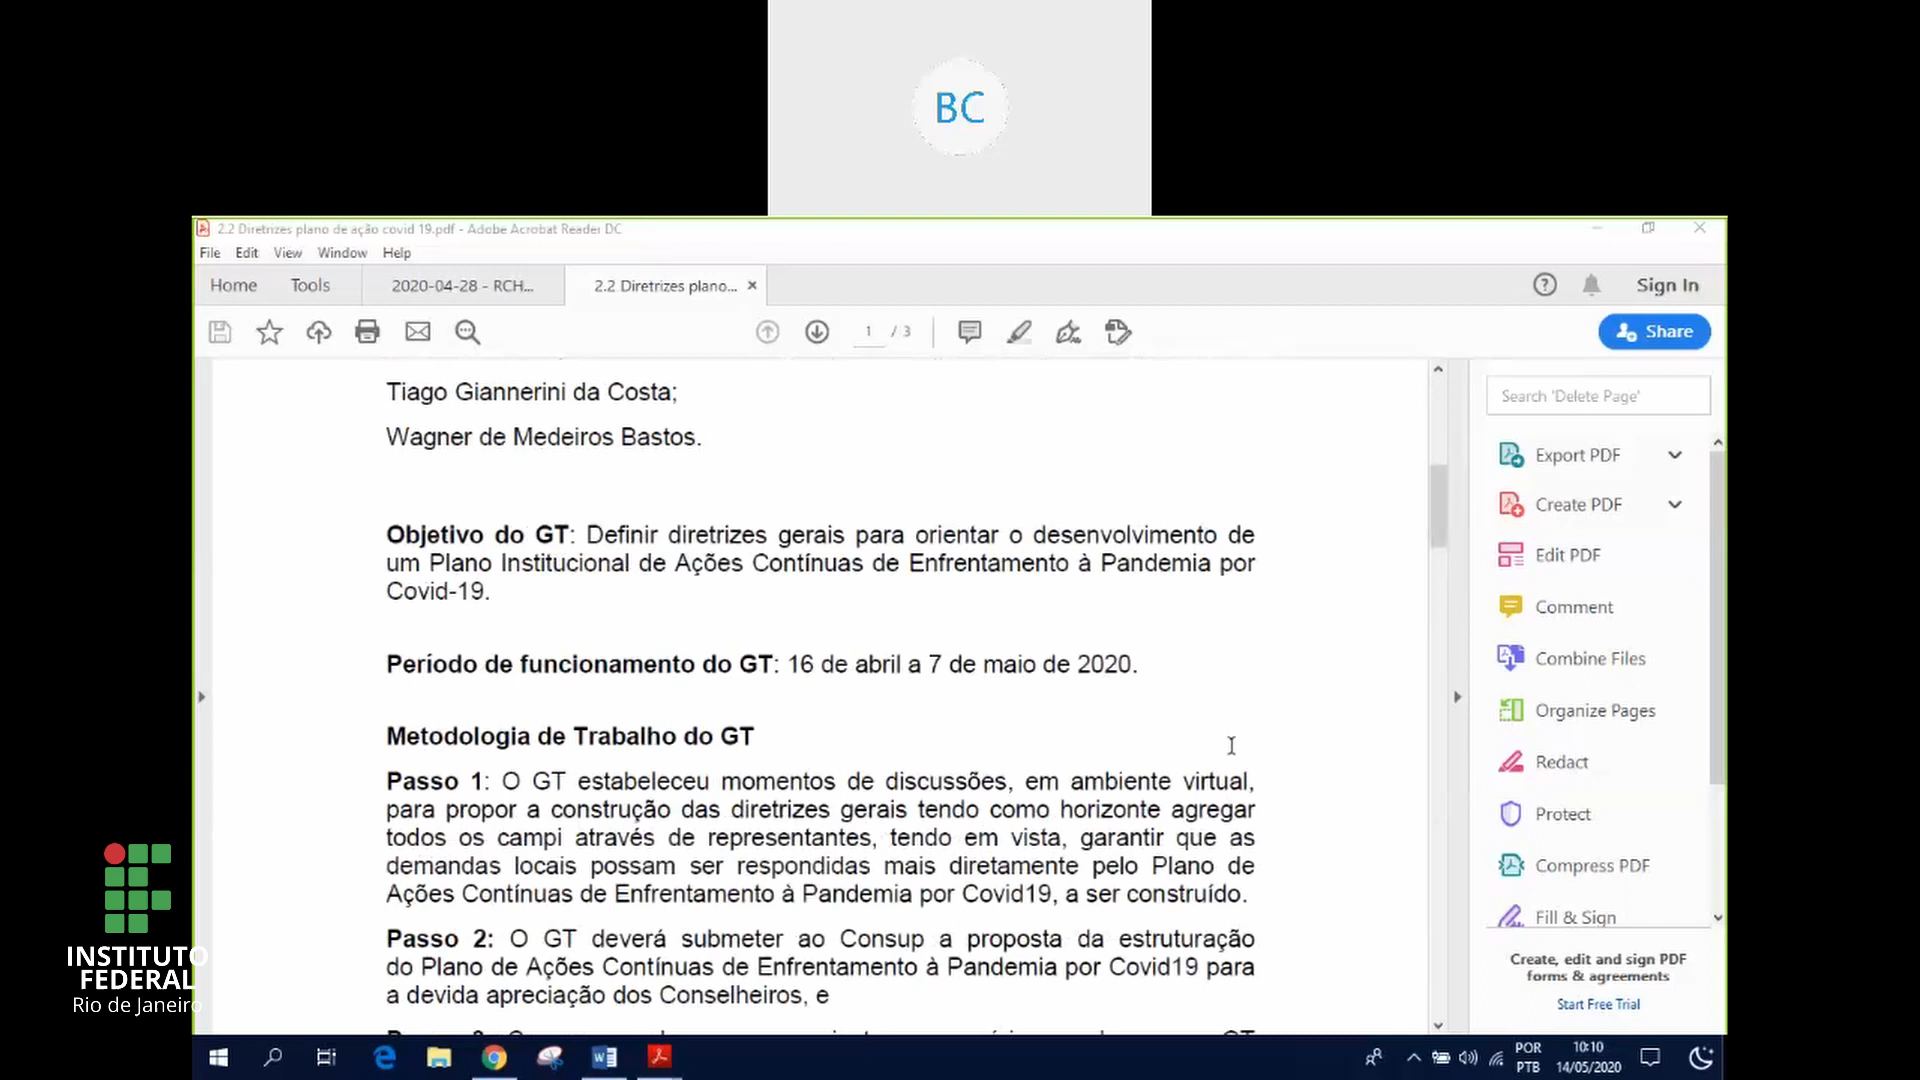 BC
2.2 Diretrizes plano de ação covid 19.pdf - Adobe Acrobat Reader DC
File Edit View Window Help
Home Tools 2020-04-28 - RCH... 2.2 Diretrizes plano... × Sign In
1 / 3 Share
Tiago Giannerini da Costa;
Wagner de Medeiros Bastos.
Objetivo do GT: Definir diretrizes gerais para orientar o desenvolvimento de
um Plano Institucional de Ações Contínuas de Enfrentamento à Pandemia por
Covid-19.
Período de funcionamento do GT: 16 de abril a 7 de maio de 2020.
Metodologia de Trabalho do GT
Passo 1: O GT estabeleceu momentos de discussões, em ambiente virtual,
para propor a construção das diretrizes gerais tendo como horizonte agregar
todos os campi através de representantes, tendo em vista, garantir que as
demandas locais possam ser respondidas mais diretamente pelo Plano de
Ações Contínuas de Enfrentamento à Pandemia por Covid19, a ser construído.
Passo 2: O GT deverá submeter ao Consup a proposta da estruturação
do Plano de Ações Contínuas de Enfrentamento à Pandemia por Covid19 para
a devida apreciação dos Conselheiros, e
Search 'Delete Page'
Export PDF
Create PDF
Edit PDF
Comment
Combine Files
Organize Pages
Redact
Protect
Compress PDF
Fill & Sign
Create, edit and sign PDF
forms & agreements
Start Free Trial
INSTITUTO
FEDERAL
Rio de Janeiro
POR
PTB
10:10
14/05/2020